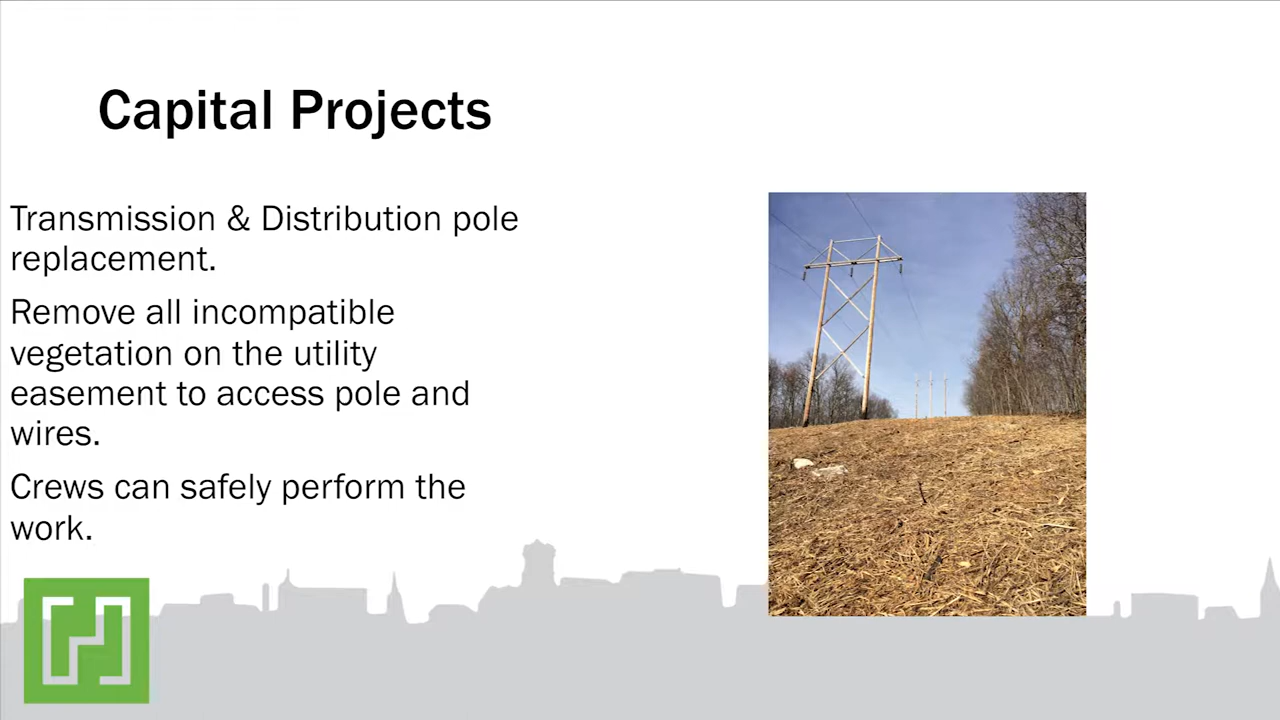 Capital Projects
Transmission & Distribution pole
replacement.
Remove all incompatible
vegetation on the utility
easement to access pole and
wires.
Crews can safely perform the
work.